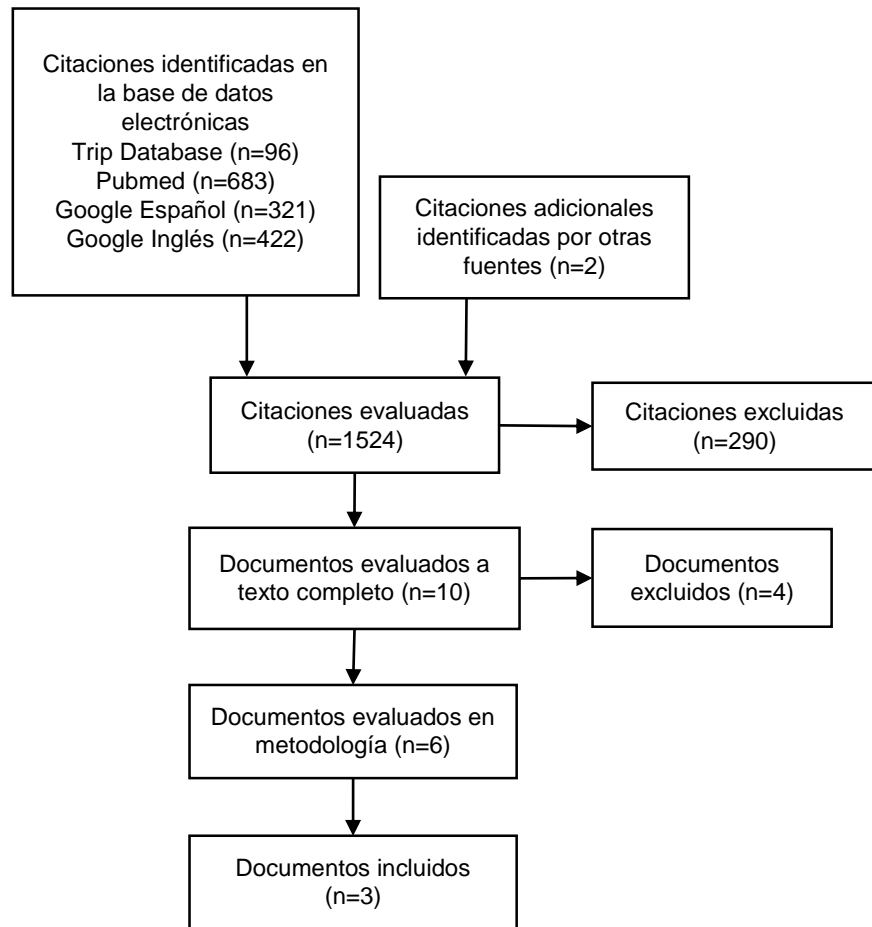 Citaciones identificadas en
la base de datos
electrónicas
Trip Database (n=96)
Pubmed (n=683)
Google Español (n=321)
Google Inglés (n=422)
Citaciones adicionales
identificadas por otras
fuentes (n=2)
Citaciones evaluadas
(n=1524)
Citaciones excluidas
(n=290)
Documentos evaluados a
texto completo (n=10)
Documentos
excluidos (n=4)
Documentos evaluados en
metodología (n=6)
Documentos incluidos
(n=3)